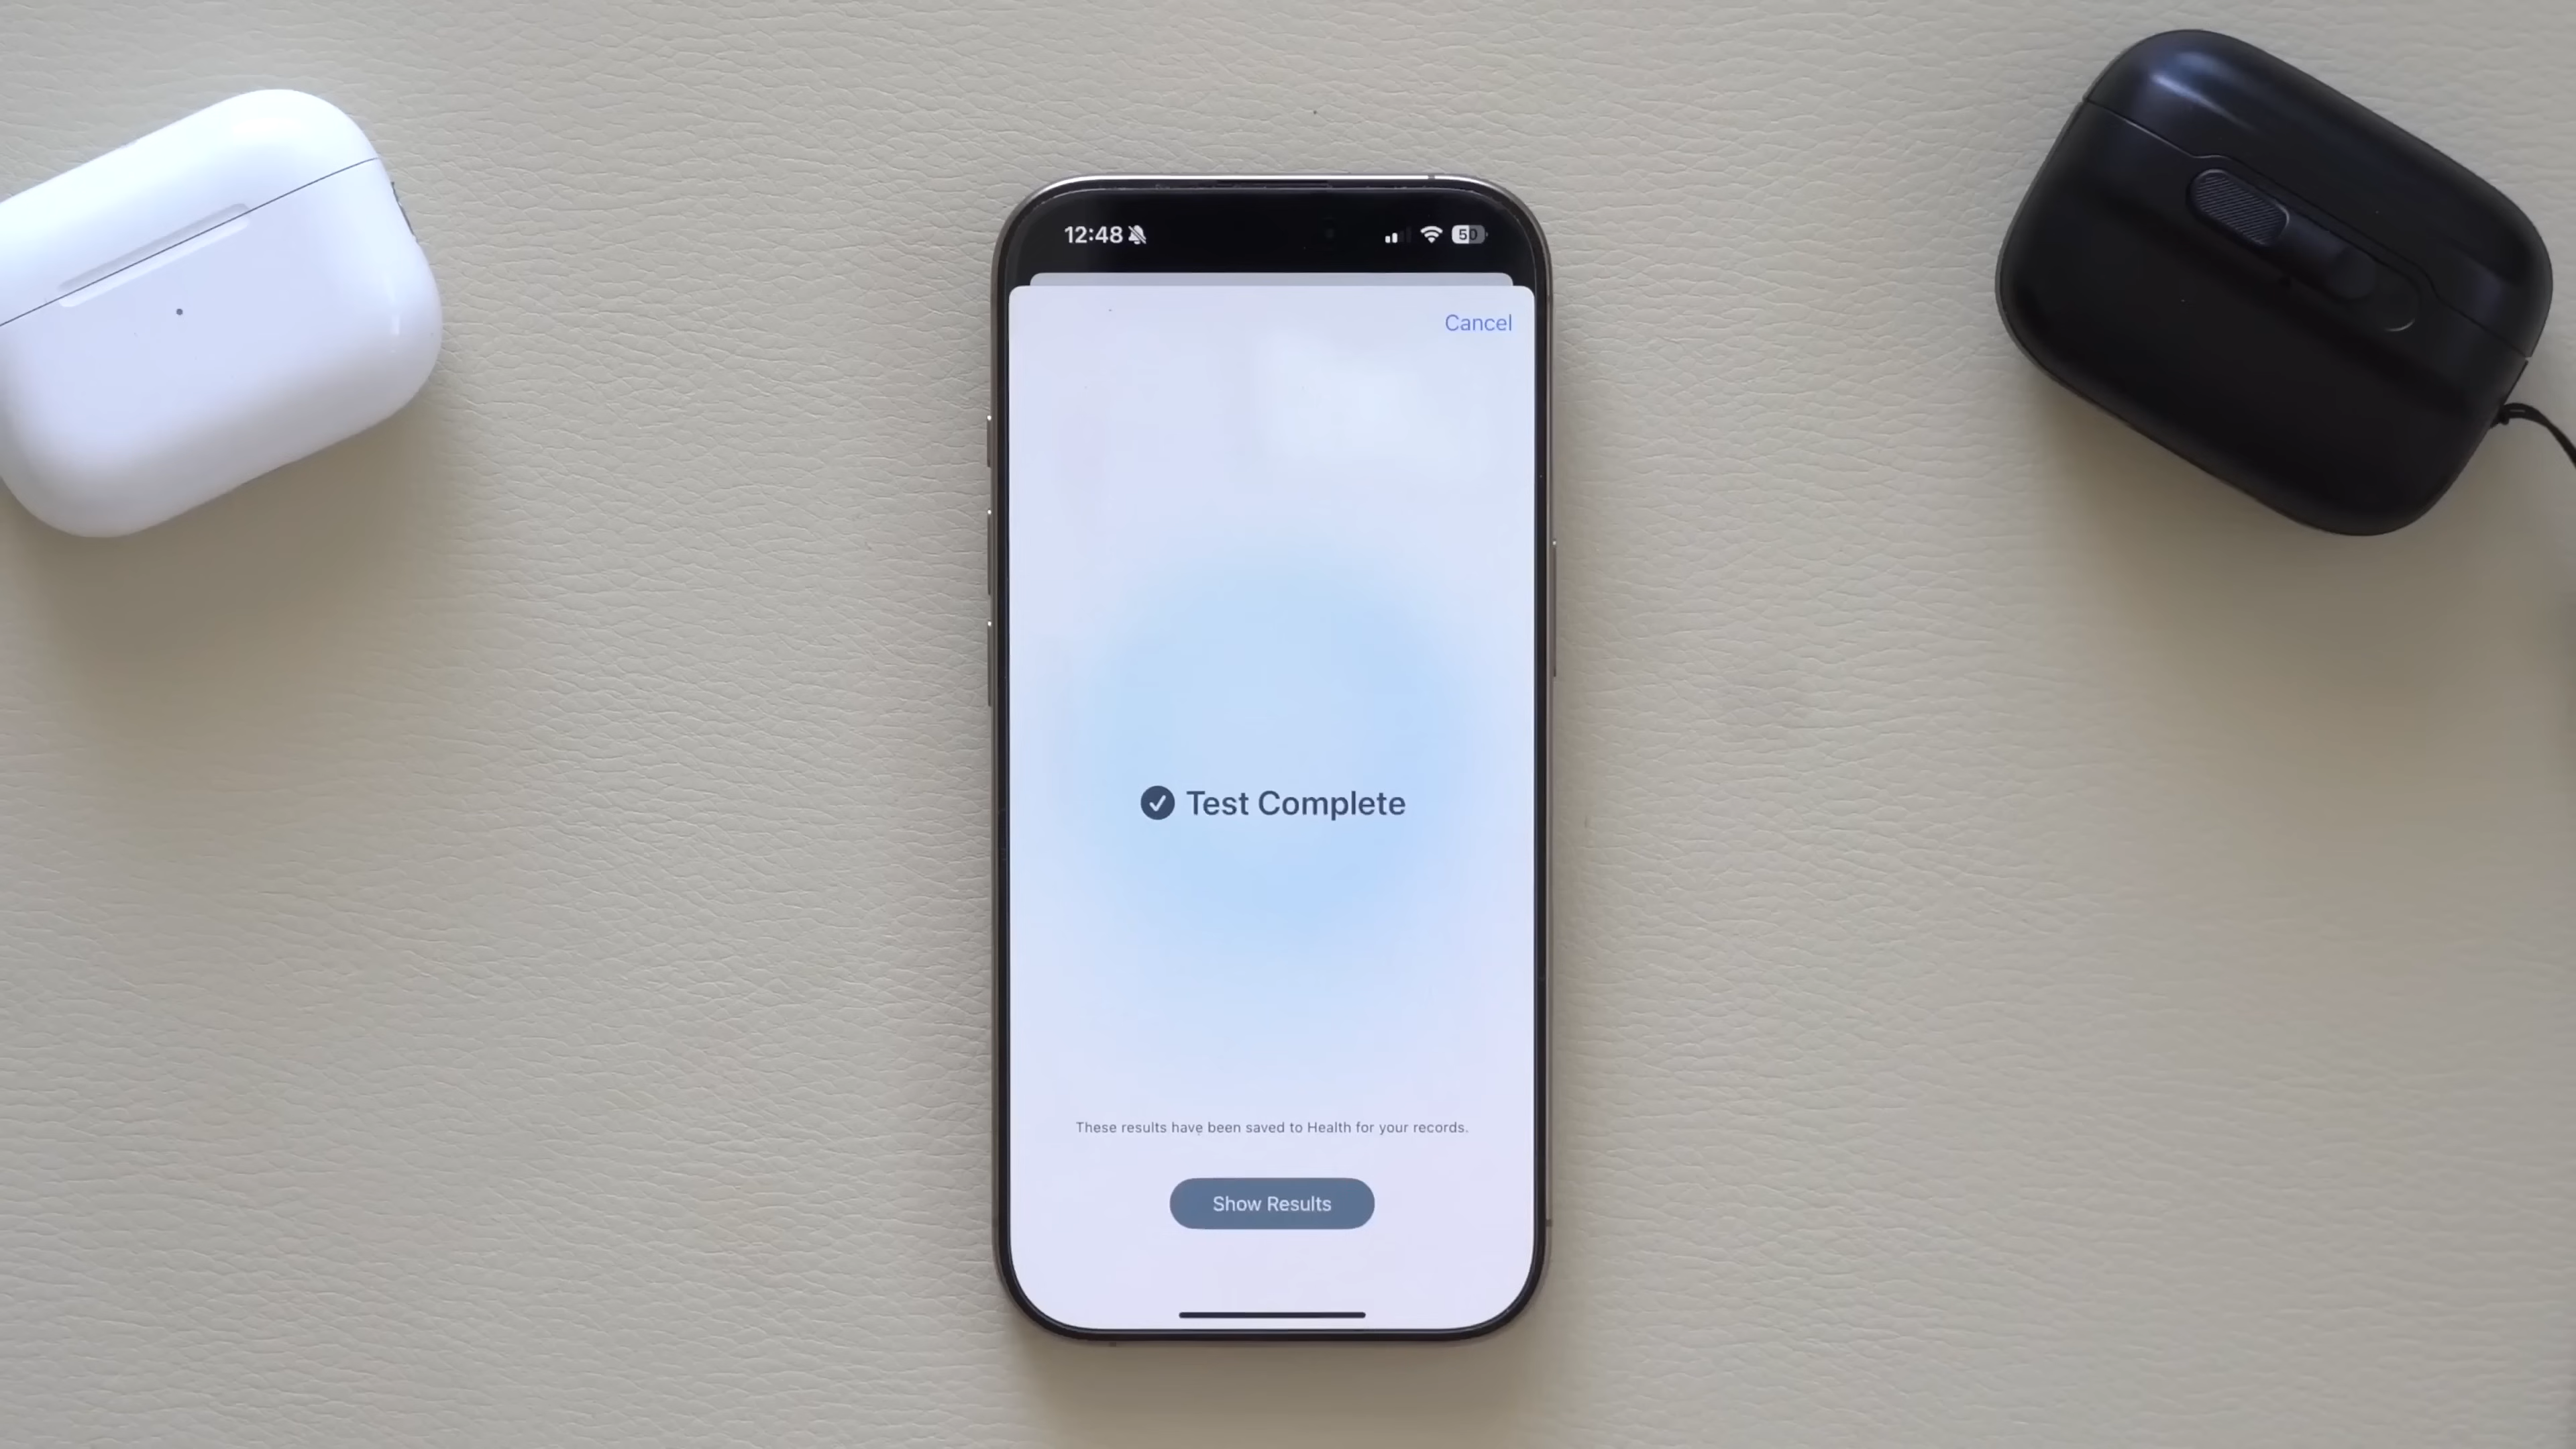 12:48 50
Cancel
Test Complete
These results have been saved to Health for your records.
Show Results